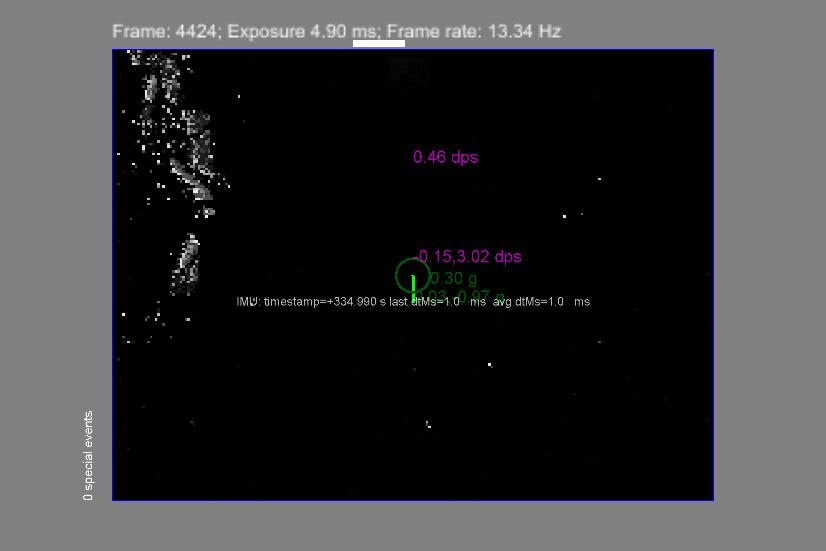 Frame: 4424; Exposure 4.90 ms; Frame rate: 13.34 Hz
0.46 dps
-0.15,3.02 dps
0.30 g
0.97 g
IMU: timestamp=+334.990 s last dtMs=1.0 ms avg dtMs=1.0 ms
0 special events